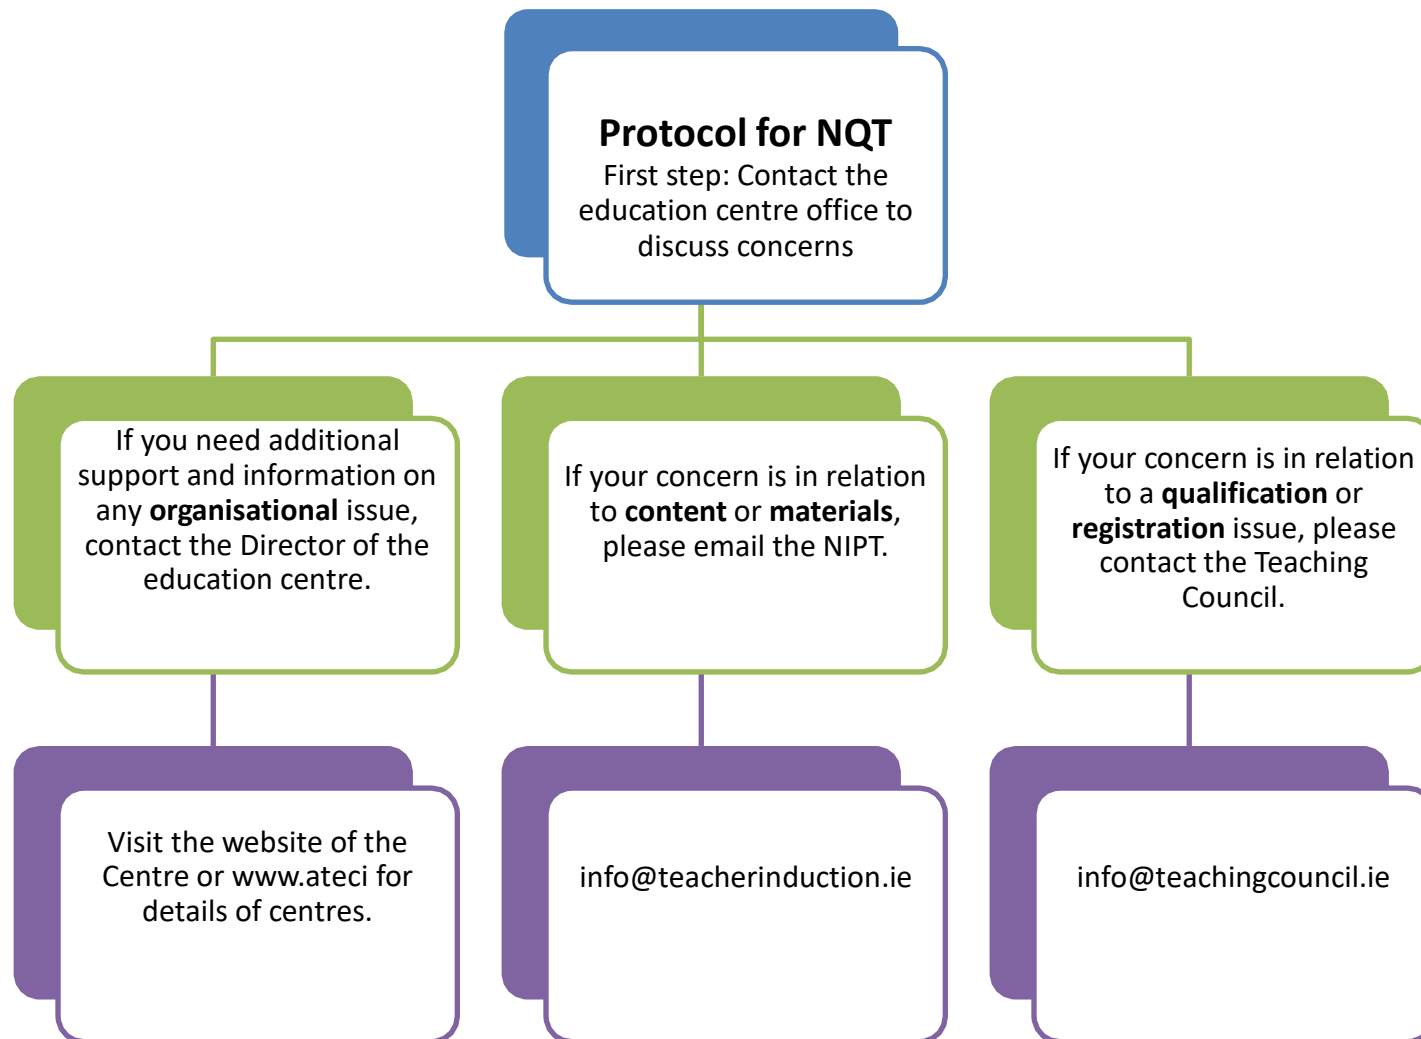 Protocol for NQT
First step: Contact the
education centre office to
discuss concerns
If you need additional
support and information on
any organisational issue,
contact the Director of the
education centre.
If your concern is in relation
to content or materials,
please email the NIPT.
If your concern is in relation
to a qualification or
registration issue, please
contact the Teaching
Council.
Visit the website of the
Centre or www.ateci for
details of centres.
info@teacherinduction.ie
info@teachingcouncil.ie